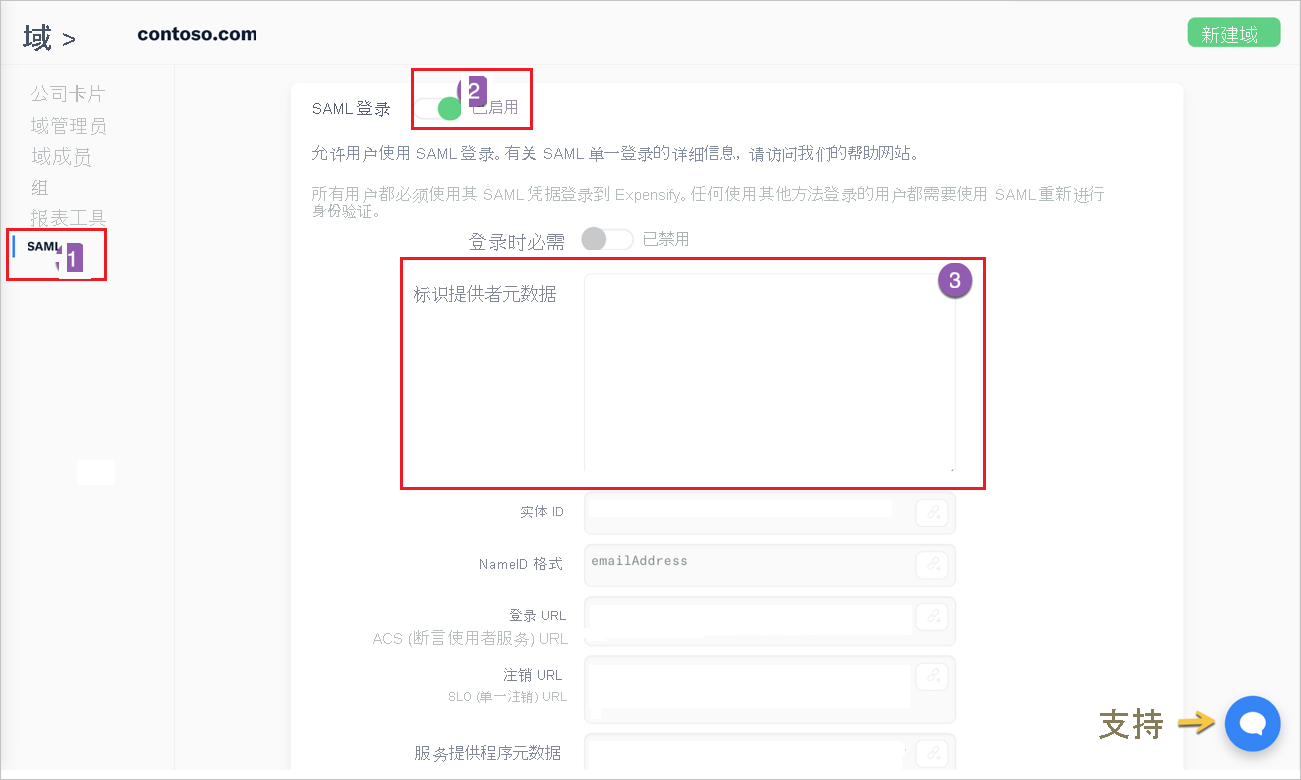 域 >
contoso.com
新建域
公司卡片
域管理员
域成员
组
报表工具
SAML
1
SAML 登录
2
已启用
允许用户使用 SAML 登录。有关 SAML 单一登录的详细信息，请访问我们的帮助网站。
所有用户都必须使用其 SAML 凭据登录到 Expensify。任何使用其他方法登录的用户都需要使用 SAML 重新进行
身份验证。
登录时必需
已禁用
标识提供者元数据
3
实体 ID
NameID 格式
emailAddress
登录 URL
ACS (断言使用者服务) URL
注销 URL
SLO (单一注销) URL
服务提供程序元数据
支持